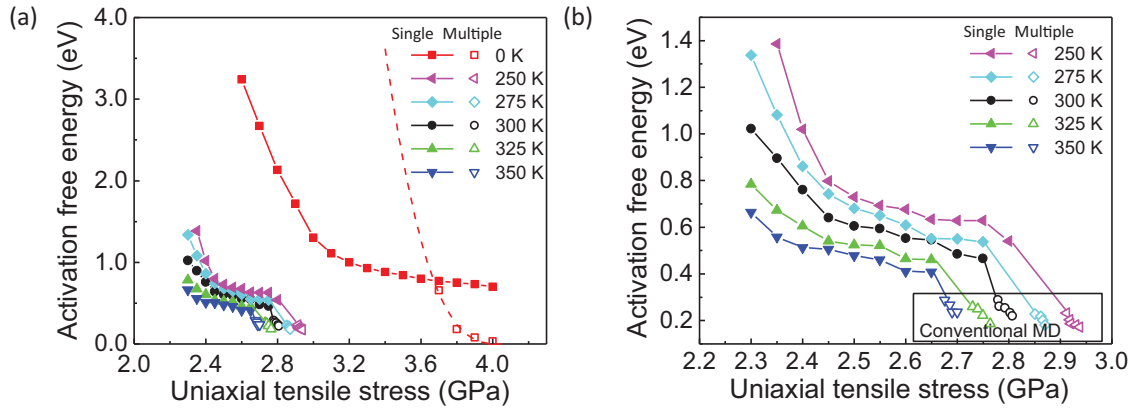 (a)
Activation free energy (eV)
4.0
3.0
2.0
1.0
0.0
2.0 2.4 2.8 3.2 3.6 4.0
Uniaxial tensile stress (GPa)
Single Multiple
0 K
250 K
275 K
300 K
325 K
350 K
(b)
Activation free energy (eV)
1.4
1.2
1.0
0.8
0.6
0.4
0.2
2.3 2.4 2.5 2.6 2.7 2.8 2.9 3.0
Uniaxial tensile stress (GPa)
Single Multiple
250 K
275 K
300 K
325 K
350 K
Conventional MD